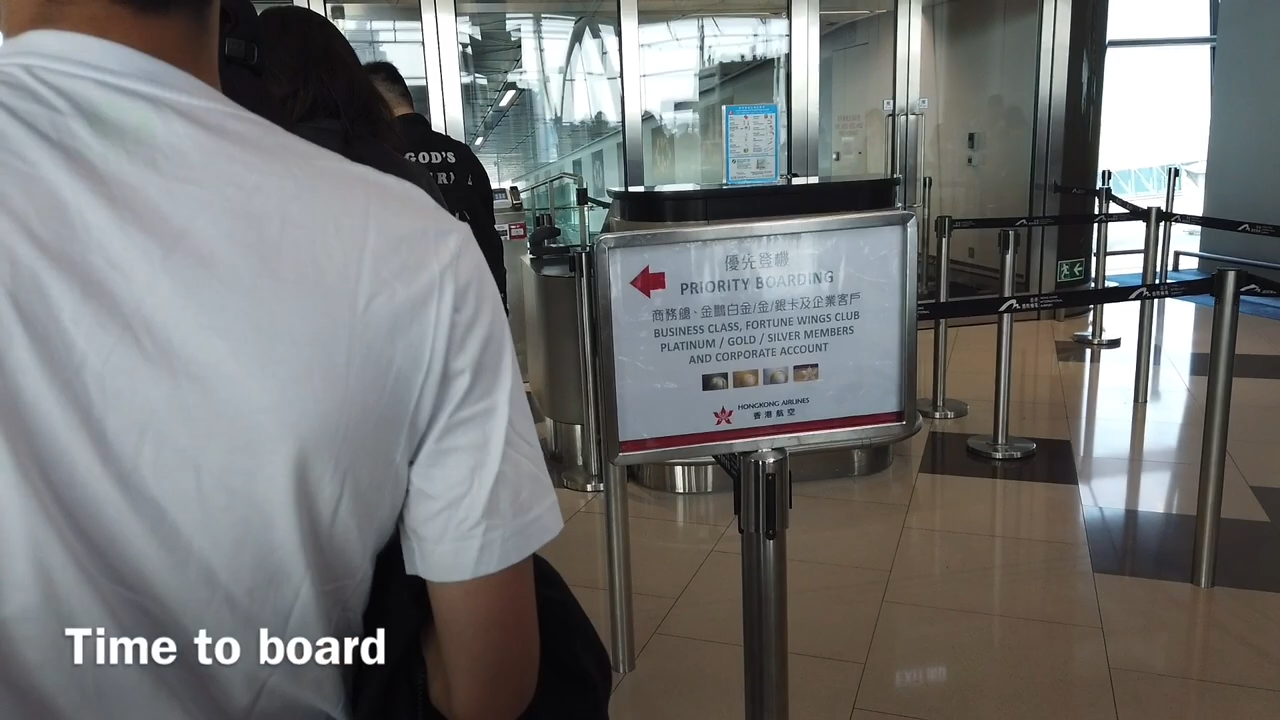 GOD'S
優先登機
PRIORITY BOARDING
商務艙、金鵬白金/金/銀卡及企業客戶
BUSINESS CLASS, FORTUNE WINGS CLUB
PLATINUM / GOLD / SILVER MEMBERS
AND CORPORATE ACCOUNT
HONGKONG AIRLINES
香港航空
Time to board